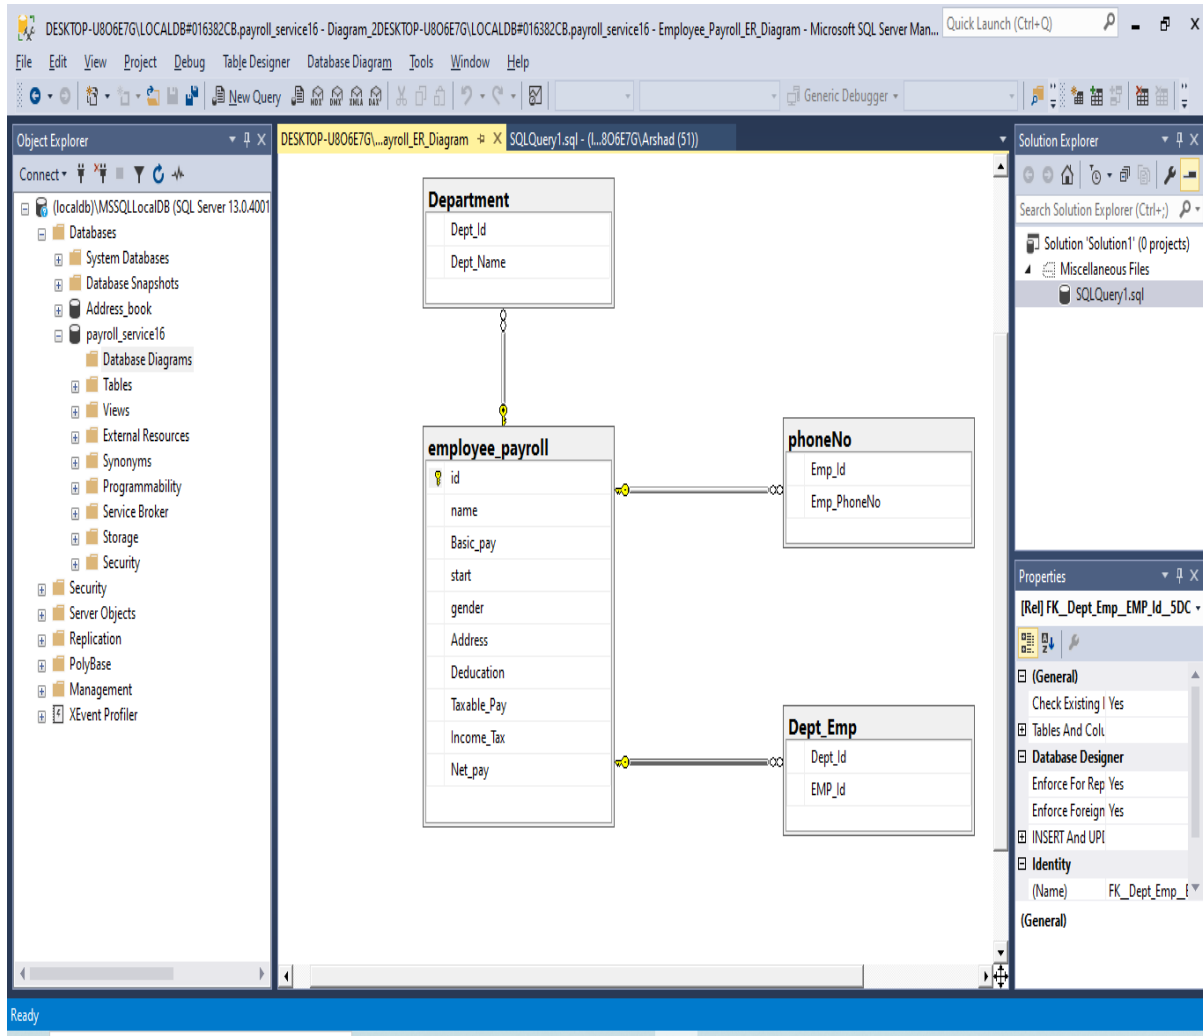 DESKTOP-U8O6E7G\LOCALDB#016382CB.payroll_service16 - Diagram_2DESKTOP-U8O6E7G\LOCALDB#016382CB.payroll_service16 - Employee_Payroll_ER_Diagram - Microsoft SQL Server Man... Quick Launch (Ctrl+Q)
File Edit View Project Debug Table Designer Database Diagram Tools Window Help
New Query MDX DMX XMLA DAX Generic Debugger
Object Explorer
DESKTOP-U8O6E7G\...ayroll_ER_Diagram SQLQuery1.sql - (l...8O6E7G\Arshad (51))
Solution Explorer
Connect
Search Solution Explorer (Ctrl+;)
(localdb)\MSSQLLocalDB (SQL Server 13.0.4001
Databases
System Databases
Database Snapshots
Address_book
payroll_service16
Database Diagrams
Tables
Views
External Resources
Synonyms
Programmability
Service Broker
Storage
Security
Security
Server Objects
Replication
PolyBase
Management
XEvent Profiler
Department
Dept_Id
Dept_Name
employee_payroll
id
name
Basic_pay
start
gender
Address
Deducation
Taxable_Pay
Income_Tax
Net_pay
phoneNo
Emp_Id
Emp_PhoneNo
Dept_Emp
Dept_Id
EMP_Id
Solution 'Solution1' (0 projects)
Miscellaneous Files
SQLQuery1.sql
Properties
[Rel] FK__Dept_Emp__EMP_Id__5DC
(General)
Check Existing I Yes
Tables And Colu
Database Designer
Enforce For Rep Yes
Enforce Foreign Yes
INSERT And UPI
Identity
(Name) FK__Dept_Emp__E
(General)
Ready